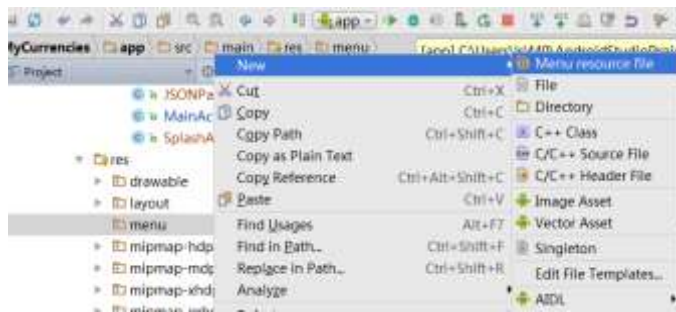 app
MyCurrencies app src main res menu
Project
New
Menu resource file
Cut Ctrl+X
File
Copy Ctrl+C
Directory
Copy Path Ctrl+Shift+C
C++ Class
Copy as Plain Text
C/C++ Source File
Copy Reference Ctrl+Alt+Shift+C
C/C++ Header File
Paste Ctrl+V
Image Asset
Find Usages Alt+F7
Vector Asset
Find in Path... Ctrl+Shift+F
Singleton
Replace in Path... Ctrl+Shift+R
Edit File Templates...
Analyze
AIDL
JSONPa
MainAc
SplashA
res
drawable
layout
menu
mipmap-hdp
mipmap-mdp
mipmap-xhdp